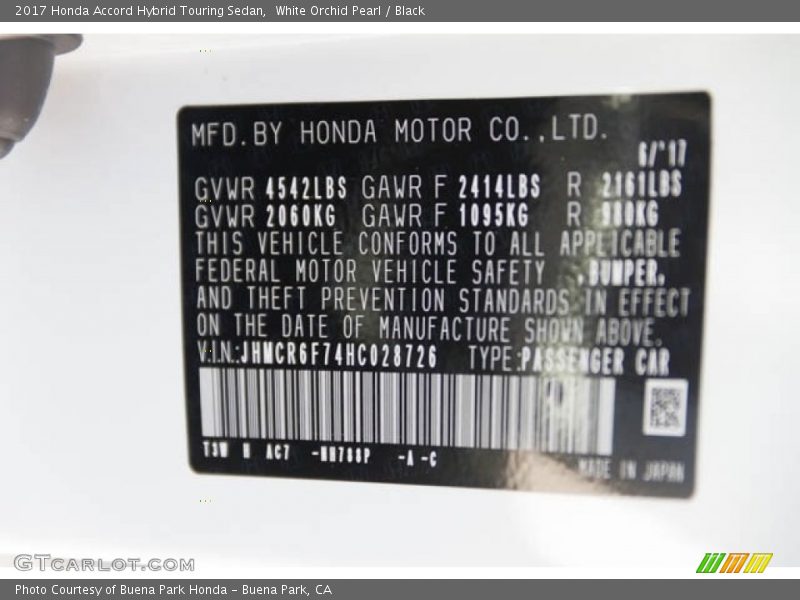 2017 Honda Accord Hybrid Touring Sedan, White Orchid Pearl / Black
MFD.BY HONDA MOTOR CO.,LTD.
6/'17
GVWR 4542LBS GAWR F 2414LBS R 2161LBS
GVWR 2060KG GAWR F 1095KG R 980KG
THIS VEHICLE CONFORMS TO ALL APPLICABLE
FEDERAL MOTOR VEHICLE SAFETY ,BUMPER,
AND THEFT PREVENTION STANDARDS IN EFFECT
ON THE DATE OF MANUFACTURE SHOWN ABOVE.
V.I.N.:JHMCR6F74HC028726 TYPE:PASSENGER CAR
T3W N AC7 -NH788P -A -C
MADE IN JAPAN
GTCARLOT.COM
Photo Courtesy of Buena Park Honda - Buena Park, CA